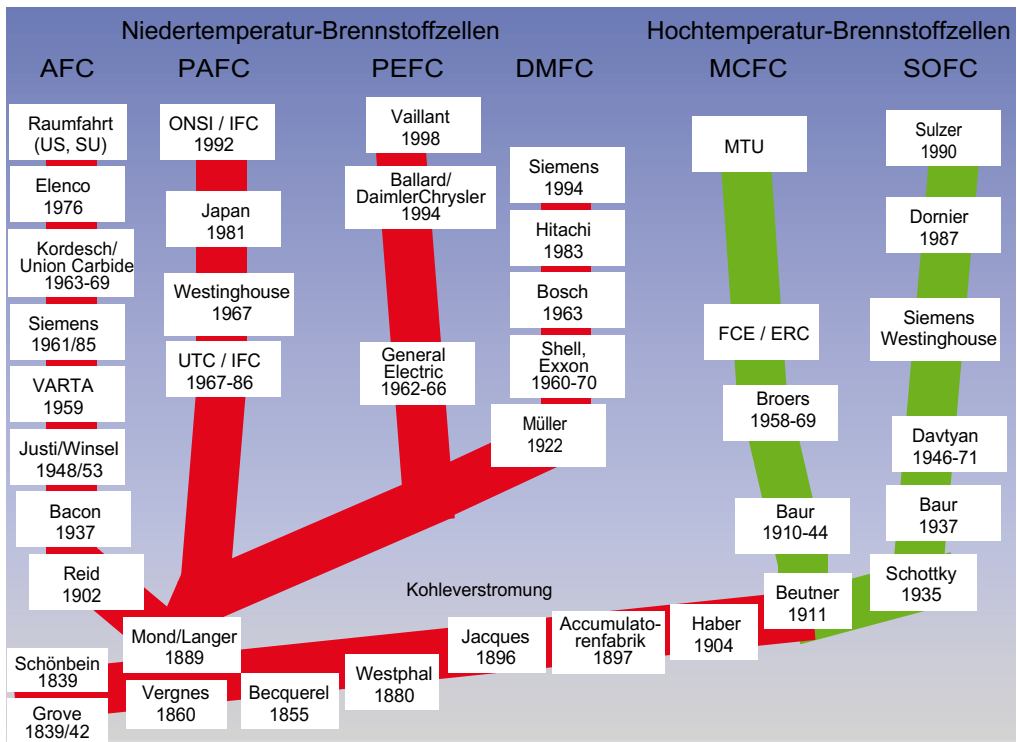 Niedertemperatur-Brennstoffzellen
Hochtemperatur-Brennstoffzellen
AFC
PAFC
PEFC
DMFC
MCFC
SOFC
Raumfahrt
(US, SU)
Elenco
1976
Kordesch/
Union Carbide
1963-69
Siemens
1961/85
VARTA
1959
Justi/Winsel
1948/53
Bacon
1937
Reid
1902
ONSI / IFC
1992
Japan
1981
Westinghouse
1967
UTC / IFC
1967-86
Vaillant
1998
Ballard/
DaimlerChrysler
1994
General
Electric
1962-66
Siemens
1994
Hitachi
1983
Bosch
1963
Shell,
Exxon
1960-70
Müller
1922
MTU
FCE / ERC
Broers
1958-69
Baur
1910-44
Beutner
1911
Sulzer
1990
Dornier
1987
Siemens
Westinghouse
Davtyan
1946-71
Baur
1937
Schottky
1935
Kohleverstromung
Mond/Langer
1889
Jacques
1896
Accumulato-
renfabrik
1897
Haber
1904
Schönbein
1839
Grove
1839/42
Vergnes
1860
Becquerel
1855
Westphal
1880